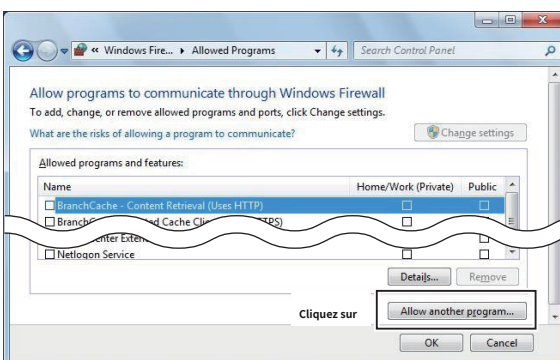 « Windows Fire... ▸ Allowed Programs
Search Control Panel
Allow programs to communicate through Windows Firewall
To add, change, or remove allowed programs and ports, click Change settings.
What are the risks of allowing a program to communicate?
Change settings
Allowed programs and features:
Name Home/Work (Private) Public
BranchCache - Content Retrieval (Uses HTTP)
Netlogon Service
Details... Remove
Cliquez sur
Allow another program...
OK Cancel